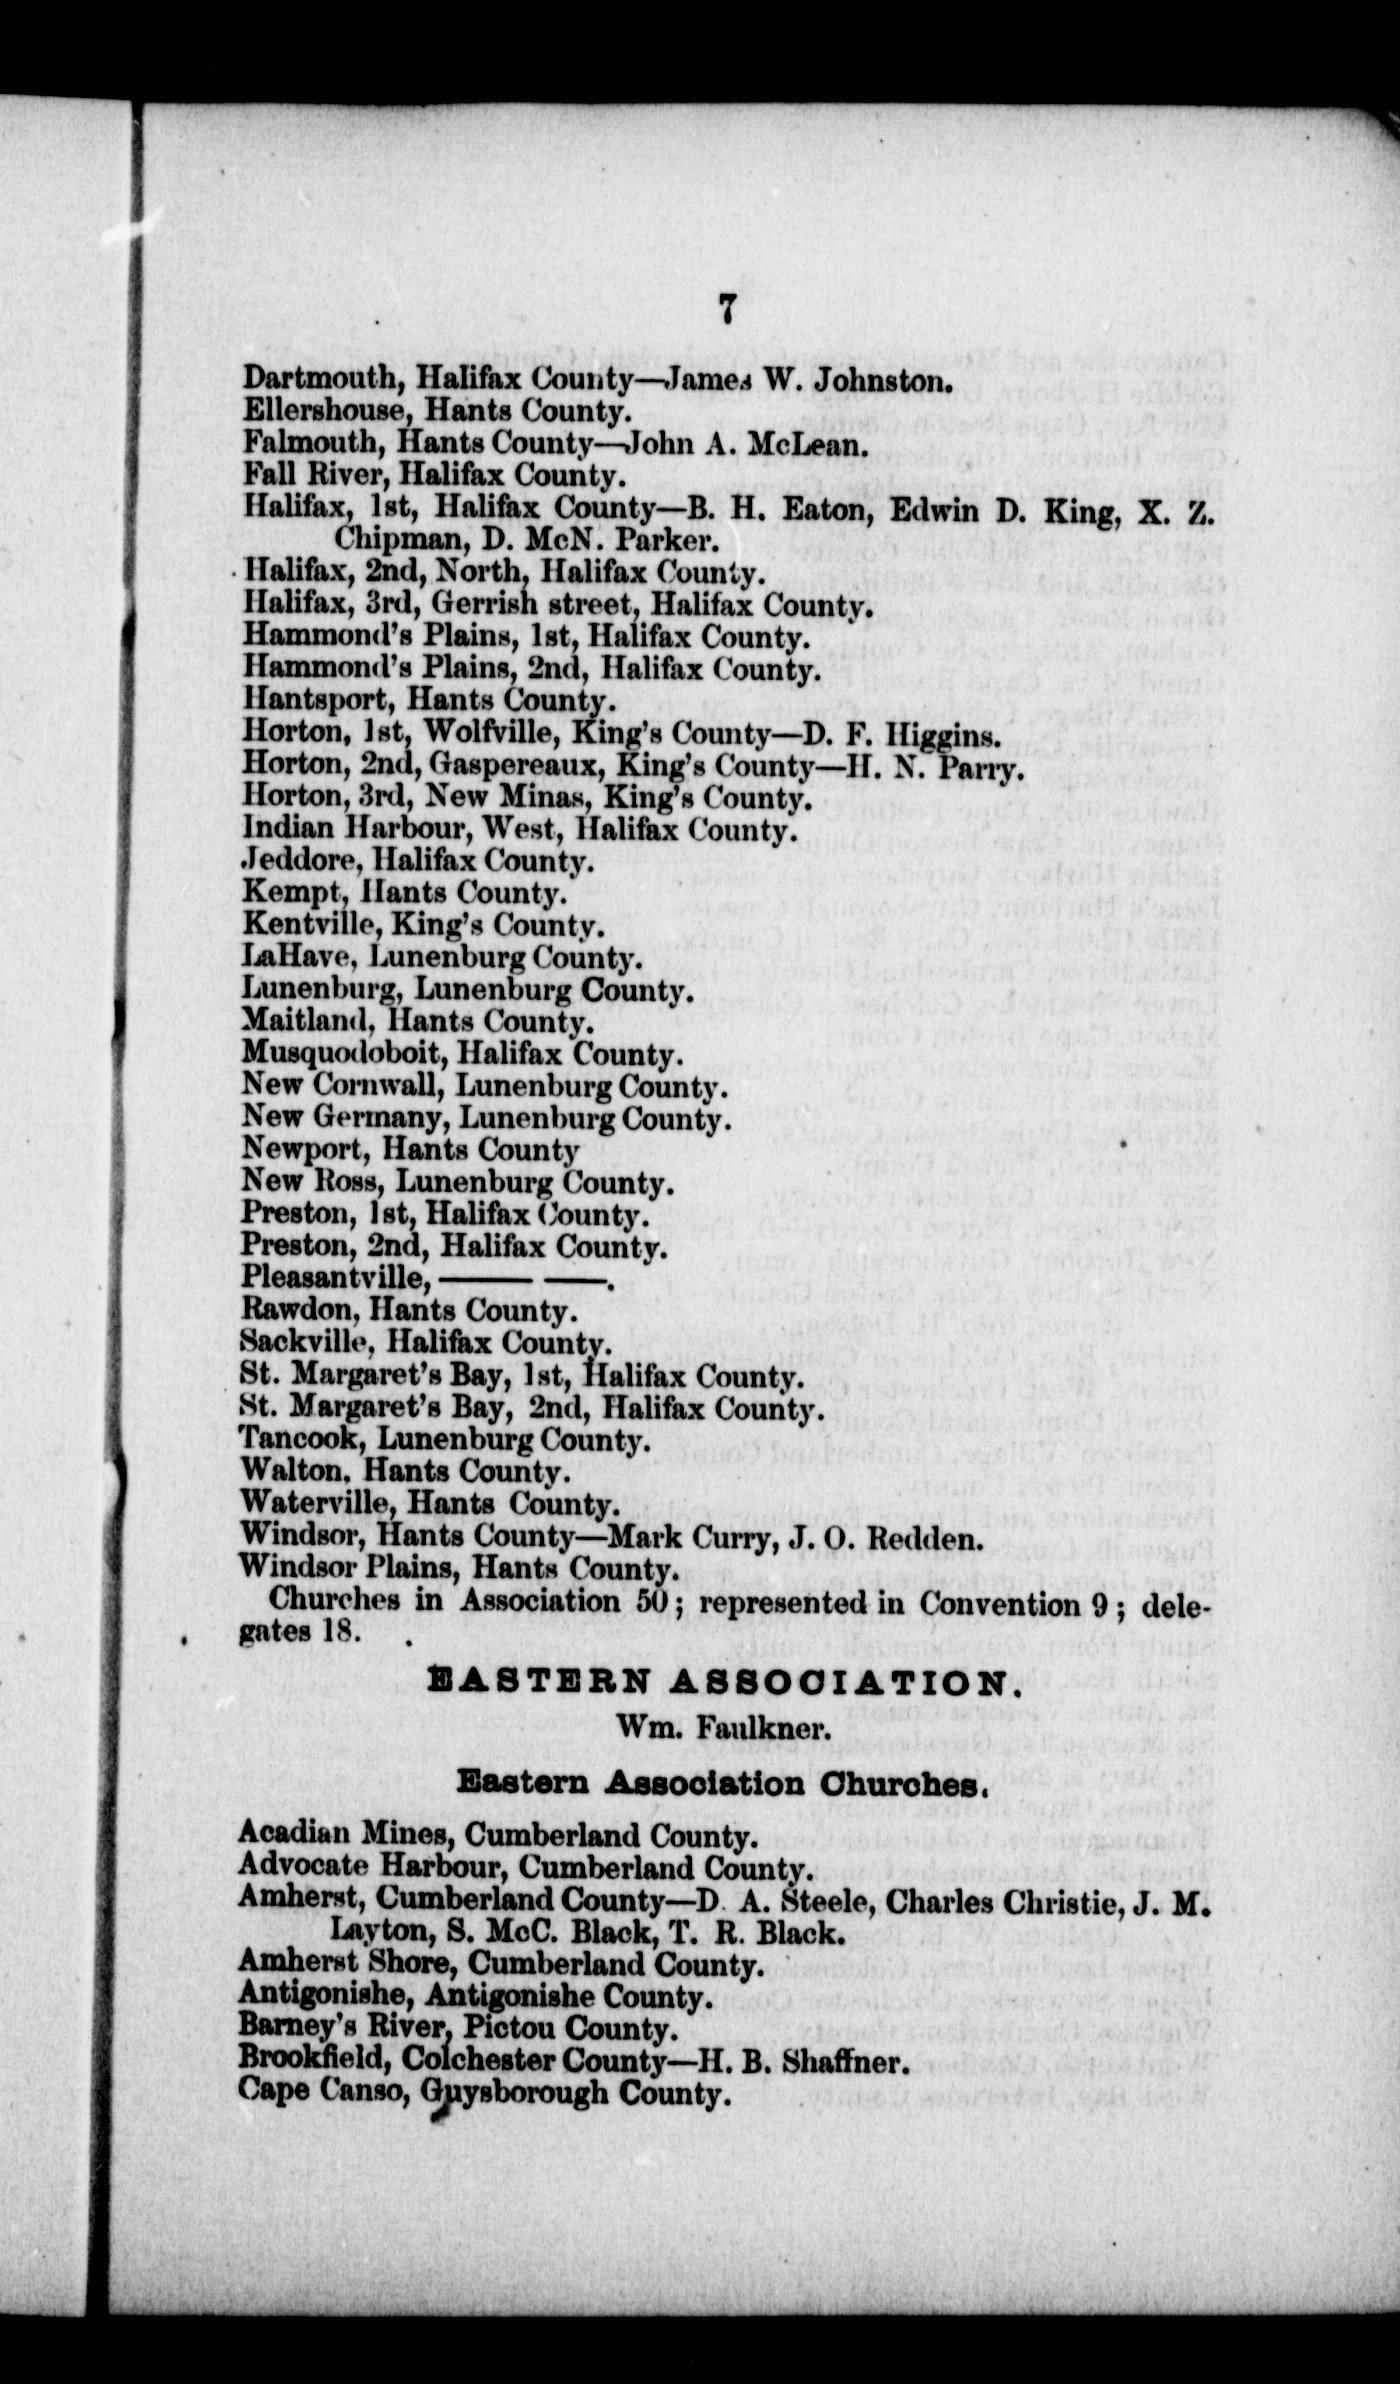 7
Dartmouth, Halifax County—James W. Johnston.
Ellershouse, Hants County.
Falmouth, Hants County—John A. McLean.
Fall River, Halifax County.
Halifax, 1st, Halifax County—B. H. Eaton, Edwin D. King, X. Z.
Chipman, D. McN. Parker.
Halifax, 2nd, North, Halifax County.
Halifax, 3rd, Gerrish street, Halifax County.
Hammond's Plains, 1st, Halifax County.
Hammond's Plains, 2nd, Halifax County.
Hantsport, Hants County.
Horton, 1st, Wolfville, King's County—D. F. Higgins.
Horton, 2nd, Gaspereaux, King's County—H. N. Parry.
Horton, 3rd, New Minas, King's County.
Indian Harbour, West, Halifax County.
Jeddore, Halifax County.
Kempt, Hants County.
Kentville, King's County.
LaHave, Lunenburg County.
Lunenburg, Lunenburg County.
Maitland, Hants County.
Musquodoboit, Halifax County.
New Cornwall, Lunenburg County.
New Germany, Lunenburg County.
Newport, Hants County
New Ross, Lunenburg County.
Preston, 1st, Halifax County.
Preston, 2nd, Halifax County.
Pleasantville, ——— ——.
Rawdon, Hants County.
Sackville, Halifax County.
St. Margaret's Bay, 1st, Halifax County.
St. Margaret's Bay, 2nd, Halifax County.
Tancook, Lunenburg County.
Walton, Hants County.
Waterville, Hants County.
Windsor, Hants County—Mark Curry, J. O. Redden.
Windsor Plains, Hants County.
Churches in Association 50; represented in Convention 9; dele-
gates 18.
EASTERN ASSOCIATION.
Wm. Faulkner.
Eastern Association Churches.
Acadian Mines, Cumberland County.
Advocate Harbour, Cumberland County.
Amherst, Cumberland County—D. A. Steele, Charles Christie, J. M.
Layton, S. McC. Black, T. R. Black.
Amherst Shore, Cumberland County.
Antigonishe, Antigonishe County.
Barney's River, Pictou County.
Brookfield, Colchester County—H. B. Shaffner.
Cape Canso, Guysborough County.